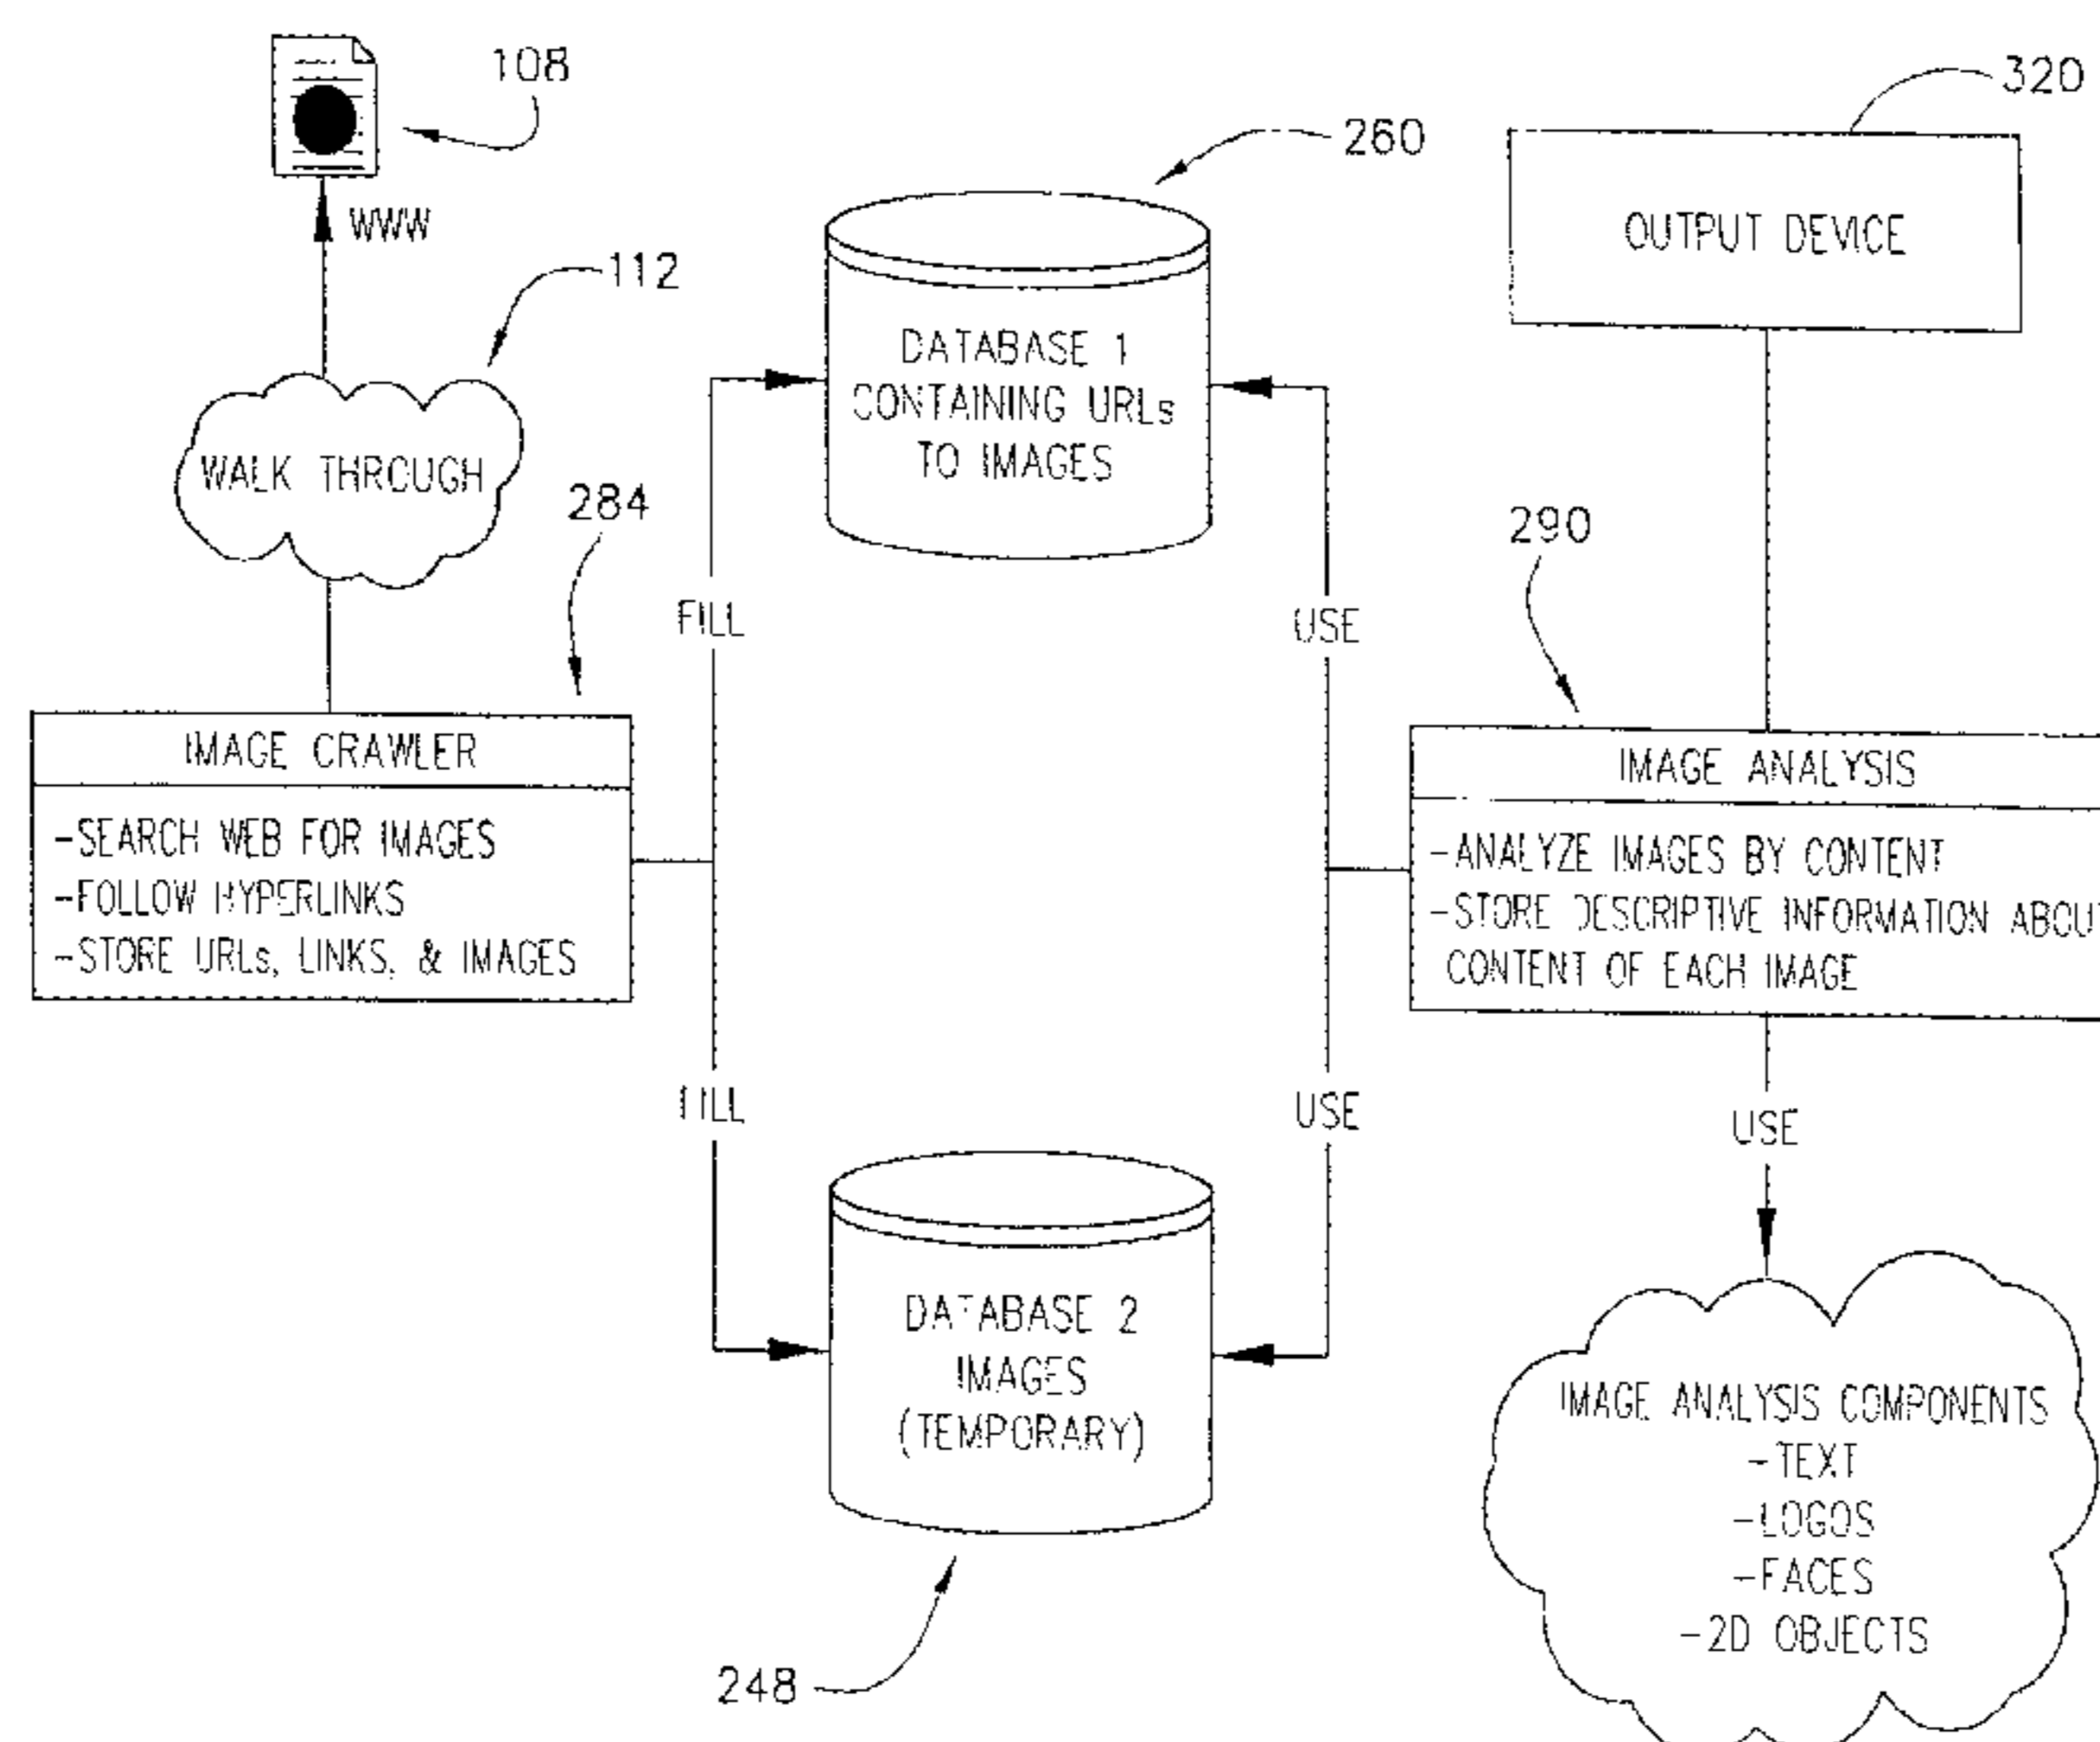 108
WWW
112
WALK THROUGH
284
IMAGE CRAWLER
-SEARCH WEB FOR IMAGES
-FOLLOW HYPERLINKS
-STORE URLs, LINKS, & IMAGES
FILL
FILL
260
DATABASE 1
CONTAINING URLs
TO IMAGES
DATABASE 2
IMAGES
(TEMPORARY)
248
USE
USE
320
OUTPUT DEVICE
290
IMAGE ANALYSIS
-ANALYZE IMAGES BY CONTENT
-STORE DESCRIPTIVE INFORMATION ABOUT
CONTENT OF EACH IMAGE
USE
IMAGE ANALYSIS COMPONENTS
-TEXT
-LOGOS
-FACES
-2D OBJECTS